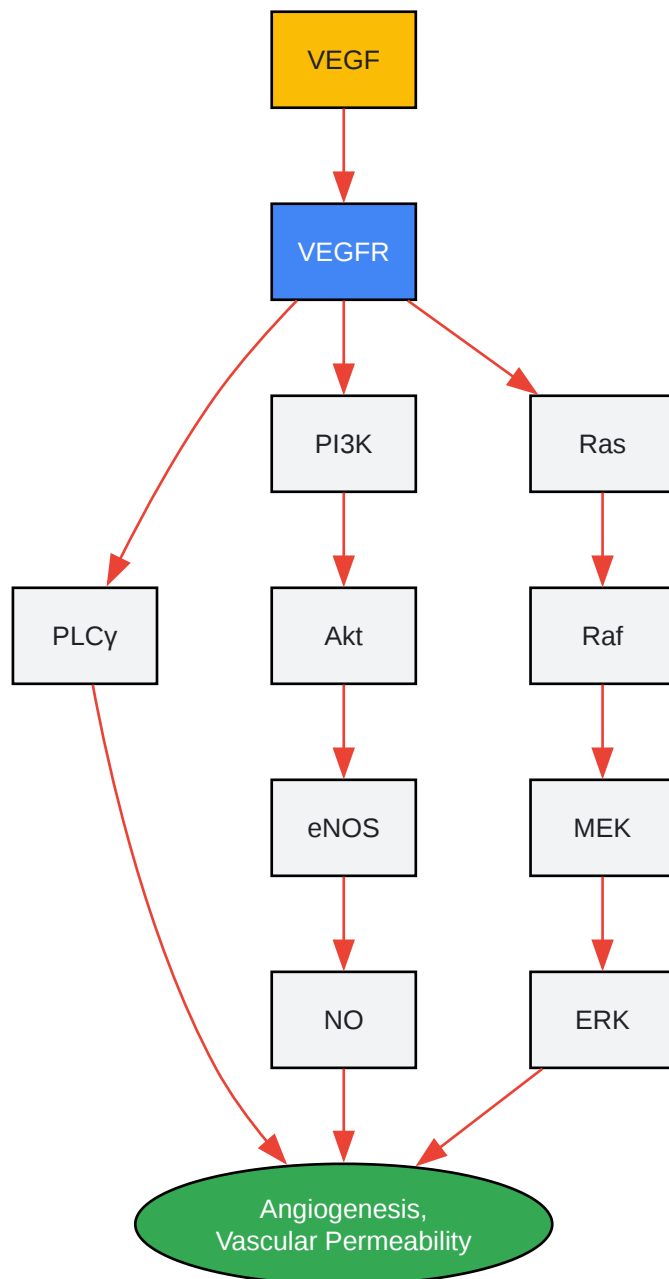 VEGF
VEGFR
PI3K
Ras
PLCγ
Akt
Raf
eNOS
MEK
NO
ERK
Angiogenesis,
Vascular Permeability